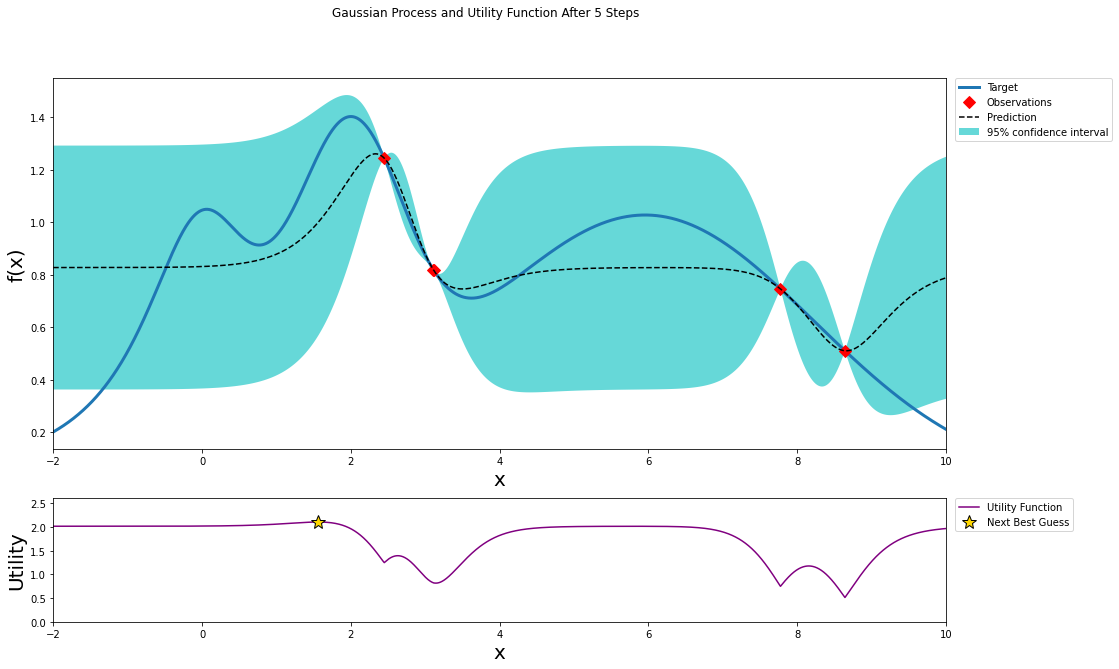 Gaussian Process and Utility Function After 5 Steps
Target
Observations
Prediction
95% confidence interval
f(x)
1.4
1.2
1.0
0.8
0.6
0.4
0.2
−2
0
2
4
6
8
10
x
Utility Function
Next Best Guess
Utility
2.5
2.0
1.5
1.0
0.5
0.0
−2
0
2
4
6
8
10
x